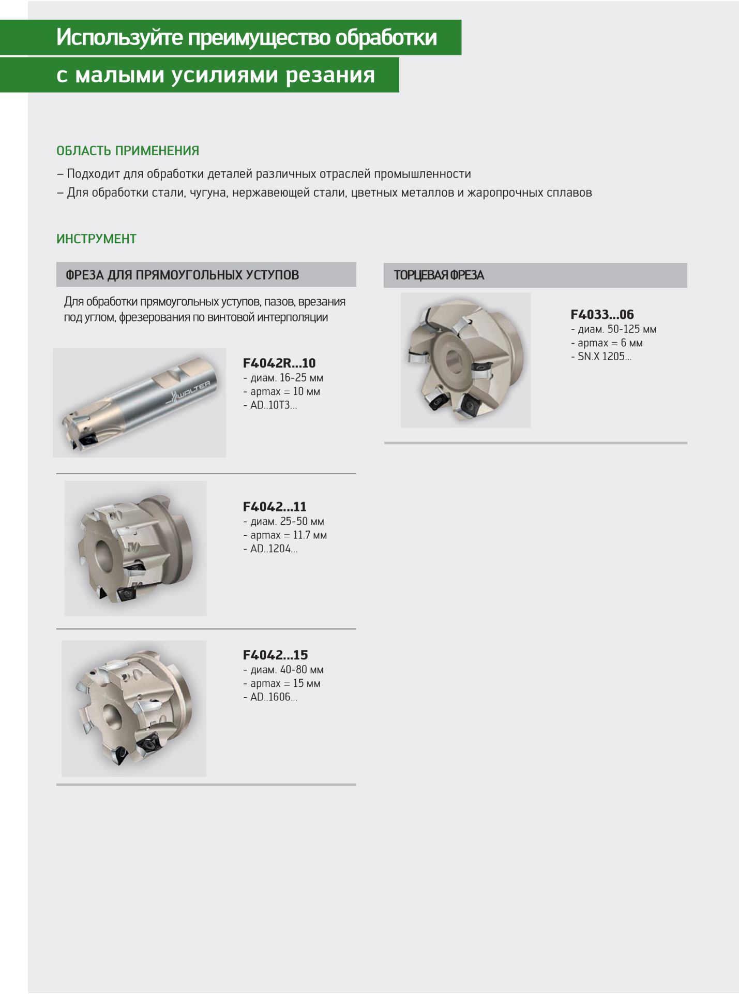 Используйте преимущество обработки
с малыми усилиями резания
ОБЛАСТЬ ПРИМЕНЕНИЯ
– Подходит для обработки деталей различных отраслей промышленности
– Для обработки стали, чугуна, нержавеющей стали, цветных металлов и жаропрочных сплавов
ИНСТРУМЕНТ
ФРЕЗА ДЛЯ ПРЯМОУГОЛЬНЫХ УСТУПОВ
Для обработки прямоугольных уступов, пазов, врезания
под углом, фрезерования по винтовой интерполяции
WALTER
F4042R...10
- диам. 16-25 мм
- apmax = 10 мм
- AD..10T3...
F4042...11
- диам. 25-50 мм
- apmax = 11.7 мм
- AD..1204...
F4042...15
- диам. 40-80 мм
- apmax = 15 мм
- AD..1606...
ТОРЦЕВАЯ ФРЕЗА
F4033...06
- диам. 50-125 мм
- apmax = 6 мм
- SN.X 1205...